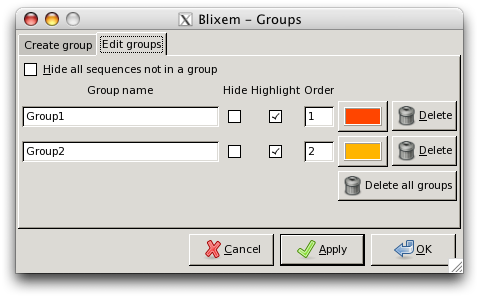 Blixem – Groups
Create group Edit groups
Hide all sequences not in a group
Group name Hide Highlight Order
Group1 1 Delete
Group2 2 Delete
Delete all groups
Cancel Apply OK